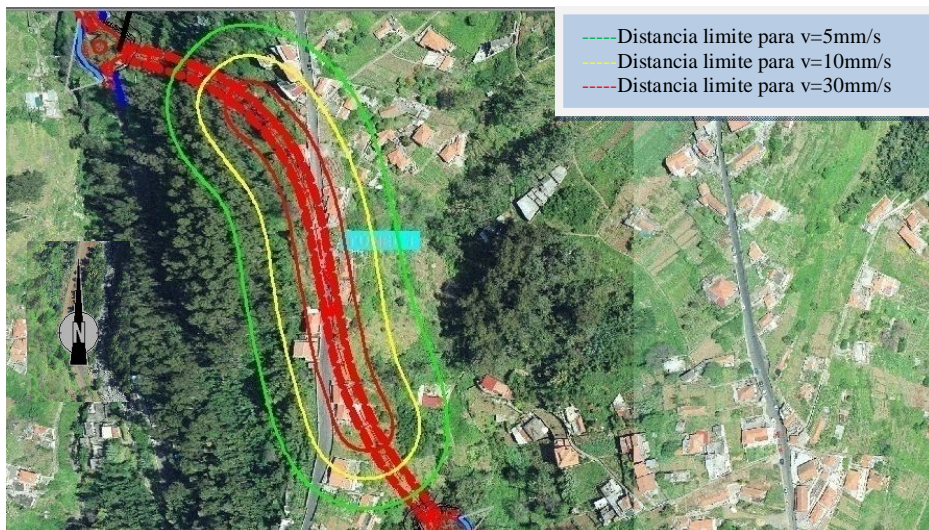 Distancia limite para v=5mm/s
Distancia limite para v=10mm/s
Distancia limite para v=30mm/s
N